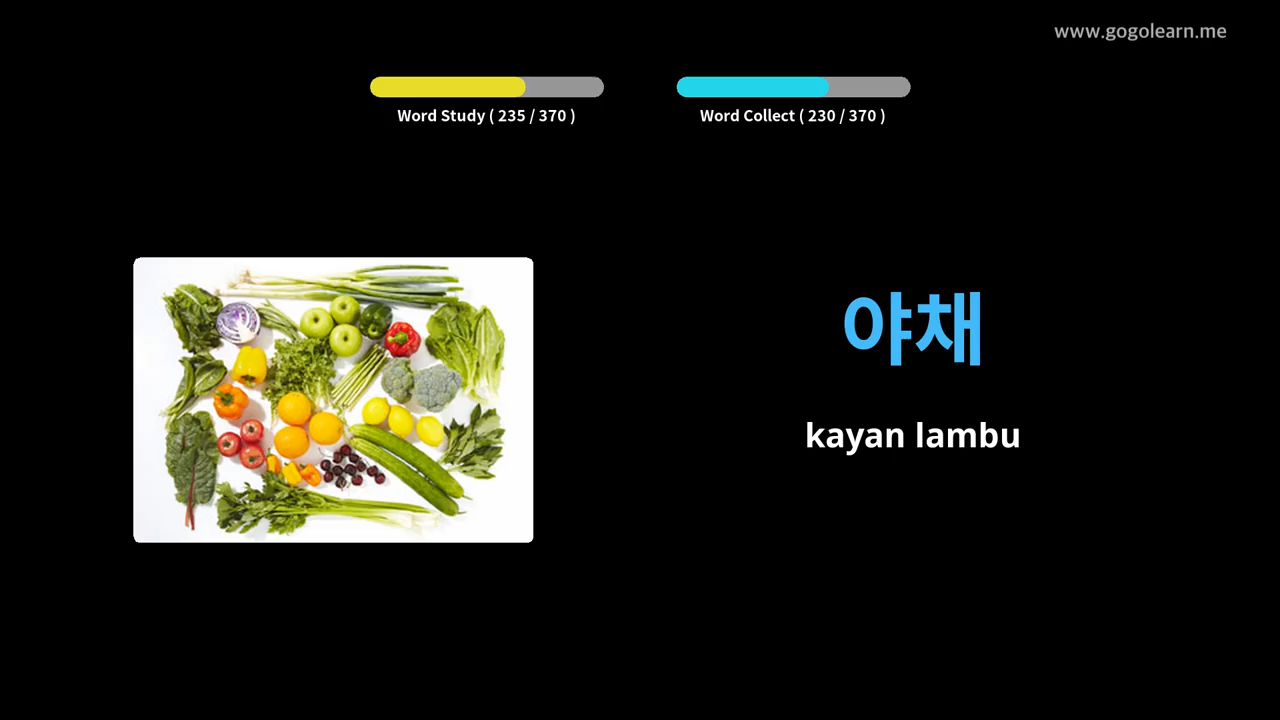 www.gogolearn.me
Word Study ( 235 / 370 )
Word Collect ( 230 / 370 )
야채
kayan lambu